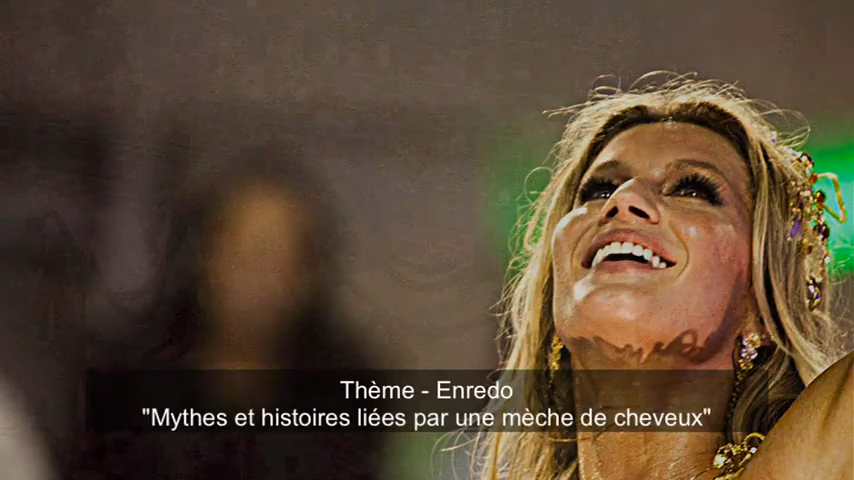 Thème - Enredo
"Mythes et histoires liées par une mèche de cheveux"